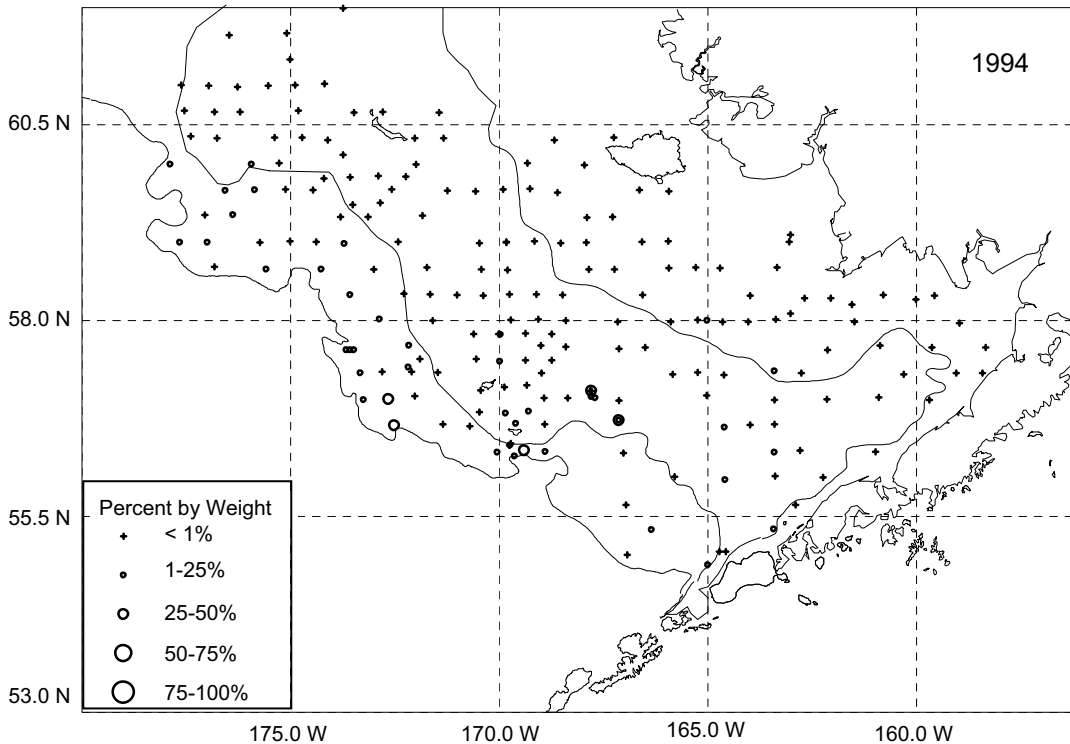 1994
60.5 N
58.0 N
55.5 N
53.0 N
Percent by Weight
< 1%
1-25%
25-50%
50-75%
75-100%
175.0 W
170.0 W
165.0 W
160.0 W